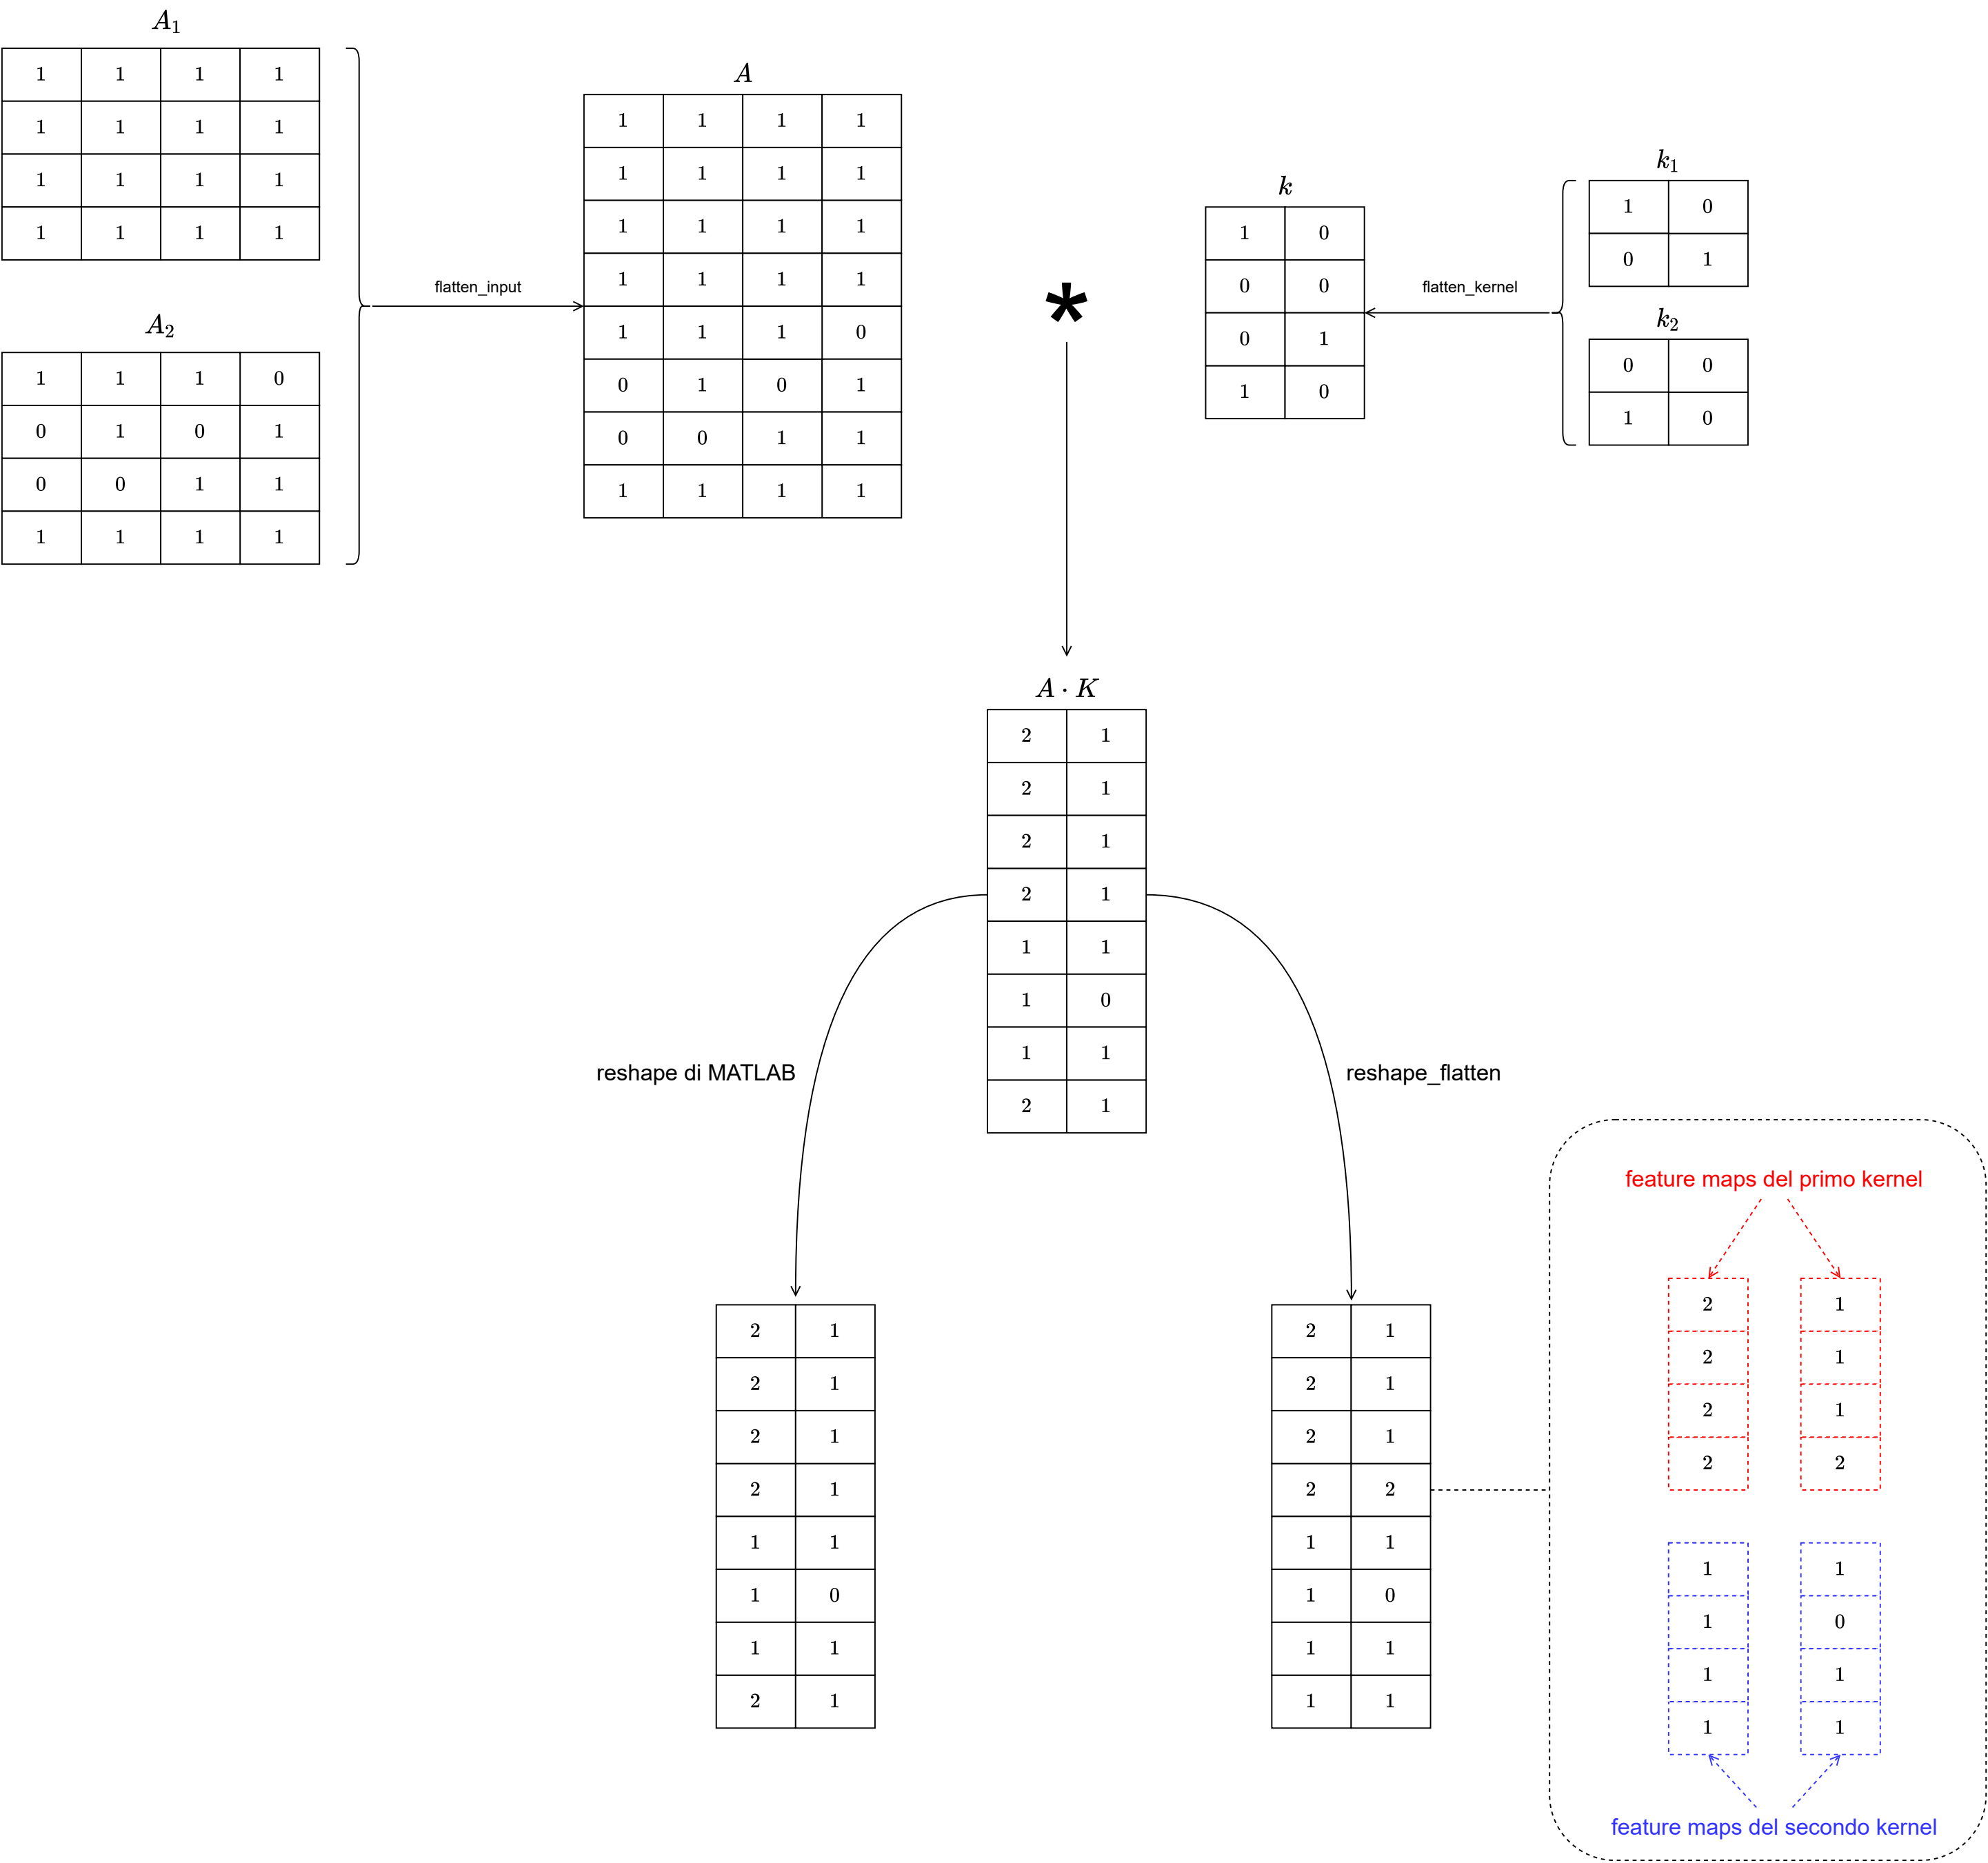 A₁
1 1 1 1
1 1 1 1
1 1 1 1
1 1 1 1
A₂
1 1 1 0
0 1 0 1
0 0 1 1
1 1 1 1
flatten_input
A
1 1 1 1
1 1 1 1
1 1 1 1
1 1 1 1
1 1 1 0
0 1 0 1
0 0 1 1
1 1 1 1
*
k
1 0
0 0
0 1
1 0
flatten_kernel
k₁
1 0
0 1
k₂
0 0
1 0
A · K
2 1
2 1
2 1
2 1
1 1
1 0
1 1
2 1
reshape di MATLAB
reshape_flatten
2 1
2 1
2 1
2 1
1 1
1 0
1 1
2 1
2 1
2 1
2 1
2 2
1 1
1 0
1 1
1 1
feature maps del primo kernel
2 1
2 1
2 1
2 2
1 1
1 0
1 1
1 1
feature maps del secondo kernel